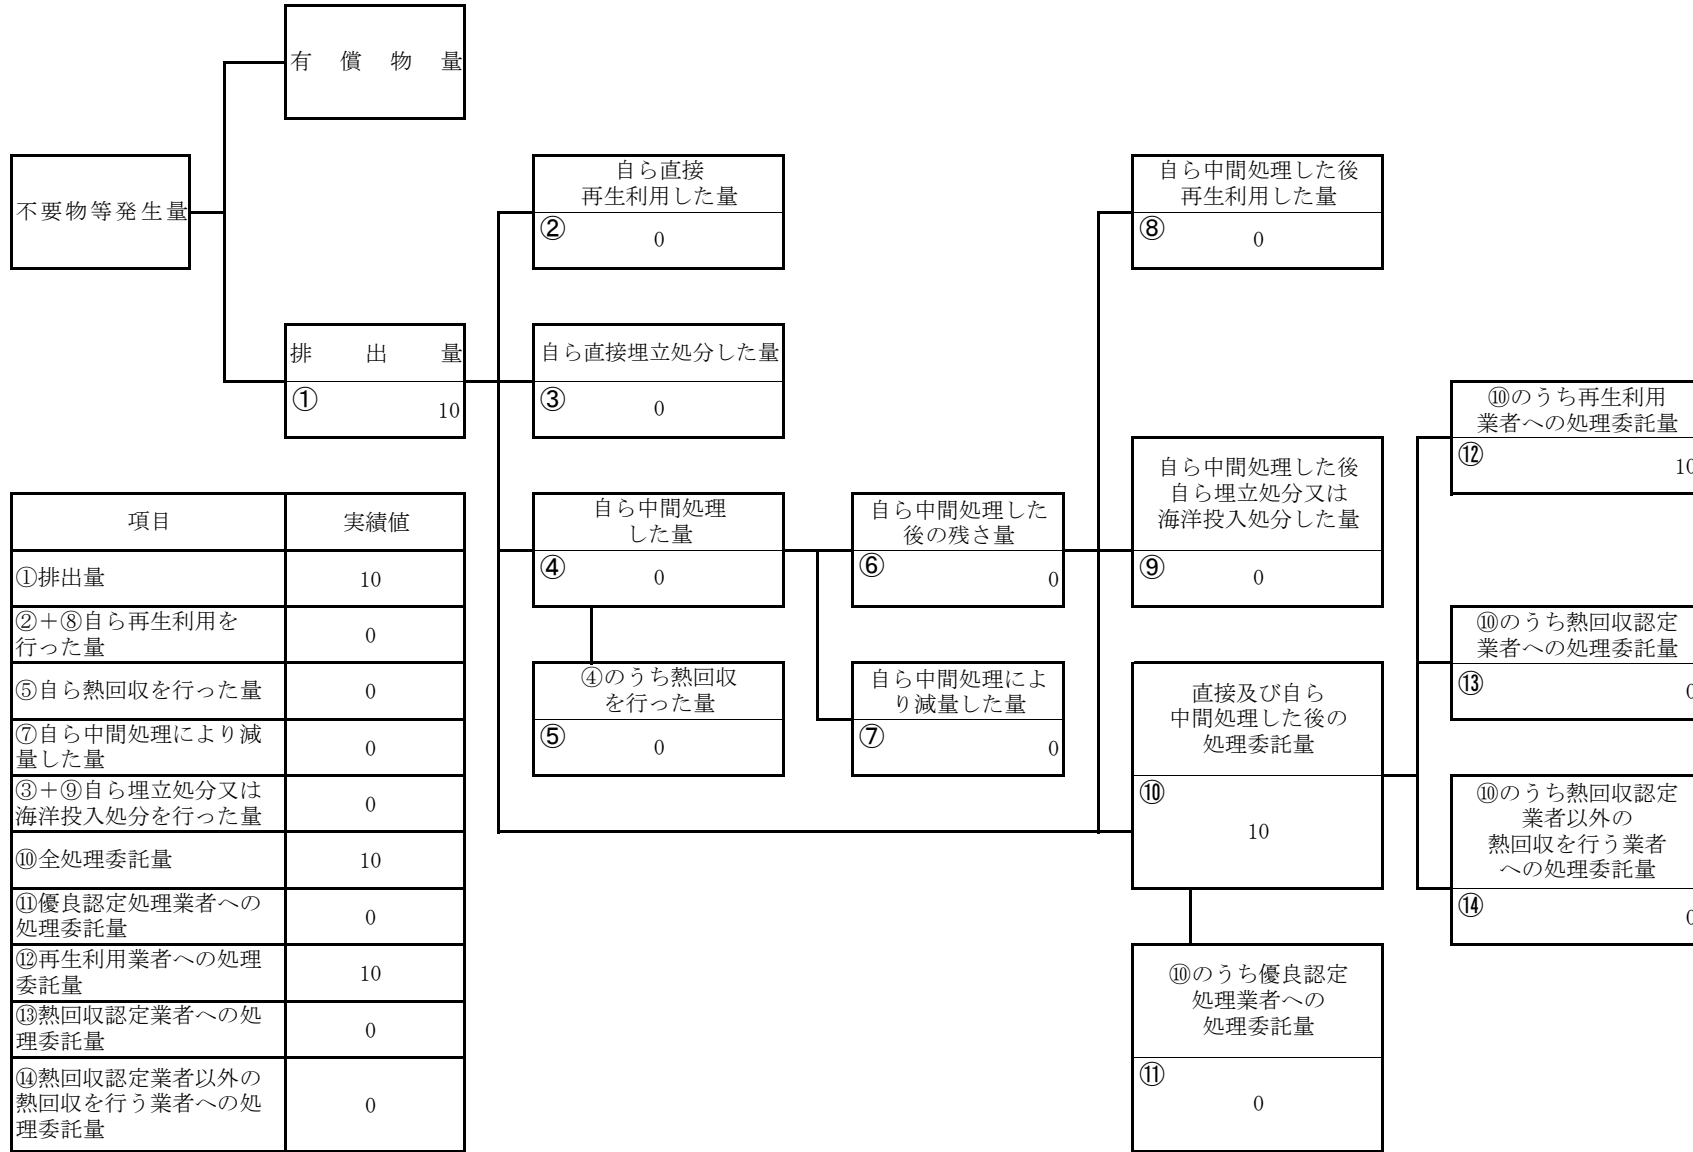 有償物量
不要物等発生量
排出量
① 10
自ら直接
再生利用した量
② 0
自ら直接埋立処分した量
③ 0
自ら中間処理
した量
④ 0
④のうち熱回収
を行った量
⑤ 0
自ら中間処理した
後の残さ量
⑥ 0
自ら中間処理によ
り減量した量
⑦ 0
自ら中間処理した後
再生利用した量
⑧ 0
自ら中間処理した後
自ら埋立処分又は
海洋投入処分した量
⑨ 0
直接及び自ら
中間処理した後の
処理委託量
⑩
10
⑩のうち優良認定
処理業者への
処理委託量
⑪
0
⑩のうち再生利用
業者への処理委託量
⑫ 10
⑩のうち熱回収認定
業者への処理委託量
⑬ 0
⑩のうち熱回収認定
業者以外の
熱回収を行う業者
への処理委託量
⑭ 0
項目 実績値
①排出量 10
②+⑧自ら再生利用を
行った量 0
⑤自ら熱回収を行った量 0
⑦自ら中間処理により減
量した量 0
③+⑨自ら埋立処分又は
海洋投入処分を行った量 0
⑩全処理委託量 10
⑪優良認定処理業者への
処理委託量 0
⑫再生利用業者への処理
委託量 10
⑬熱回収認定業者への処
理委託量 0
⑭熱回収認定業者以外の
熱回収を行う業者への処
理委託量 0